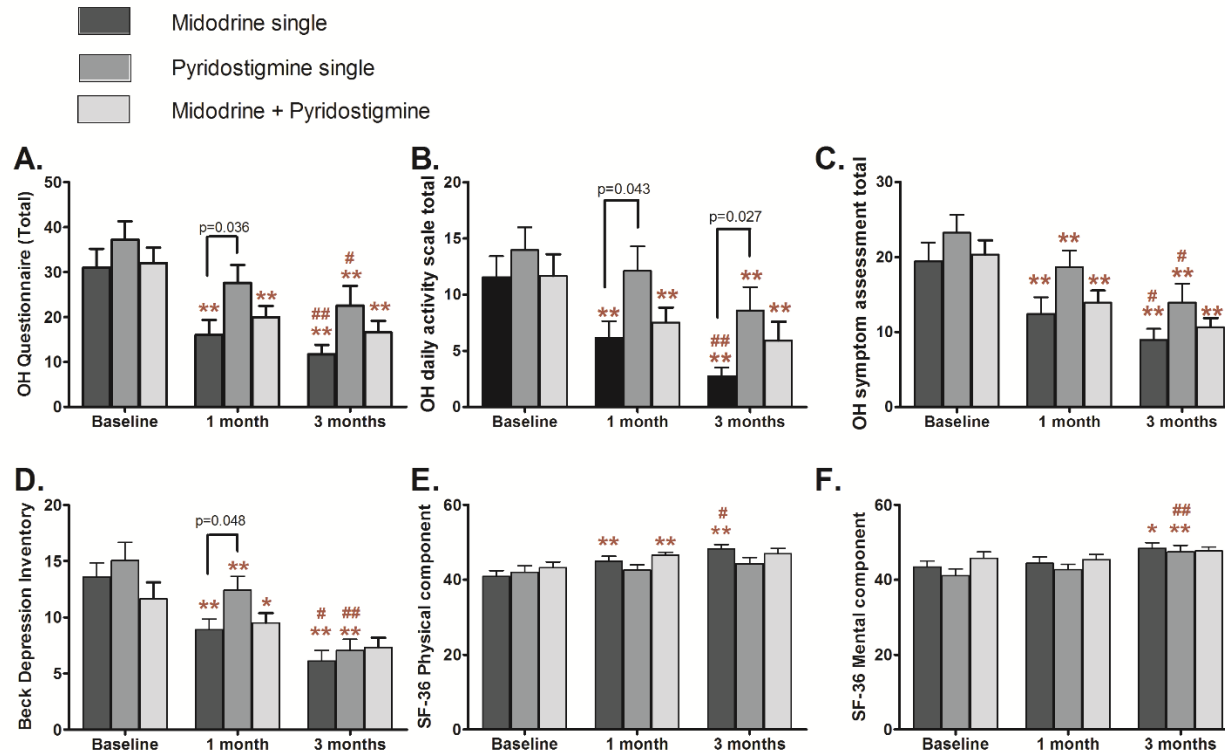 Midodrine single
Pyridostigmine single
Midodrine + Pyridostigmine
A.
OH Questionnaire (Total)
50
40
30
20
10
0
p=0.036
**
**
##
**
#
**
**
Baseline 1 month 3 months
B.
OH daily activity scale total
20
15
10
5
0
p=0.043
p=0.027
**
**
##
**
**
**
Baseline 1 month 3 months
C.
OH symptom assessment total
30
20
10
0
**
**
**
#
**
#
**
**
Baseline 1 month 3 months
D.
Beck Depression Inventory
20
15
10
5
0
p=0.048
**
**
*
#
**
##
**
Baseline 1 month 3 months
E.
SF-36 Physical component
60
40
20
0
**
**
#
**
Baseline 1 month 3 months
F.
SF-36 Mental component
60
40
20
0
*
##
**
Baseline 1 month 3 months